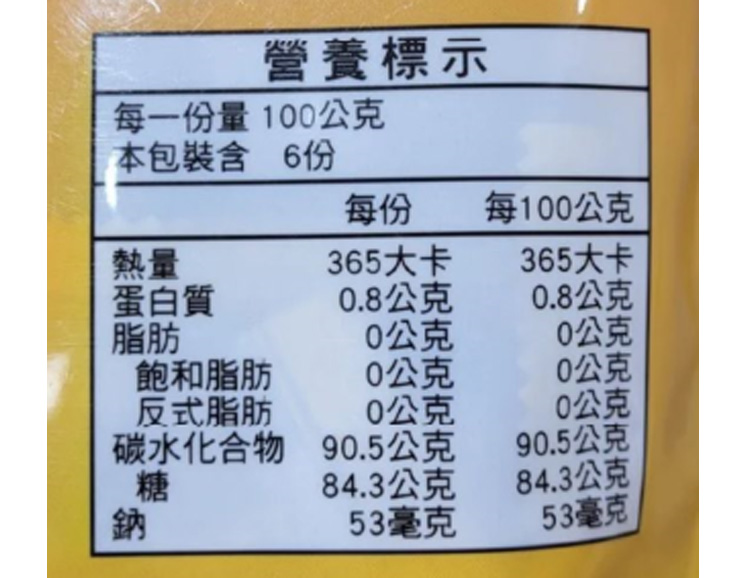 營養標示
每一份量 100公克
本包裝含 6份
每份 每100公克
熱量 365大卡 365大卡
蛋白質 0.8公克 0.8公克
脂肪 0公克 0公克
飽和脂肪 0公克 0公克
反式脂肪 0公克 0公克
碳水化合物 90.5公克 90.5公克
糖 84.3公克 84.3公克
鈉 53毫克 53毫克